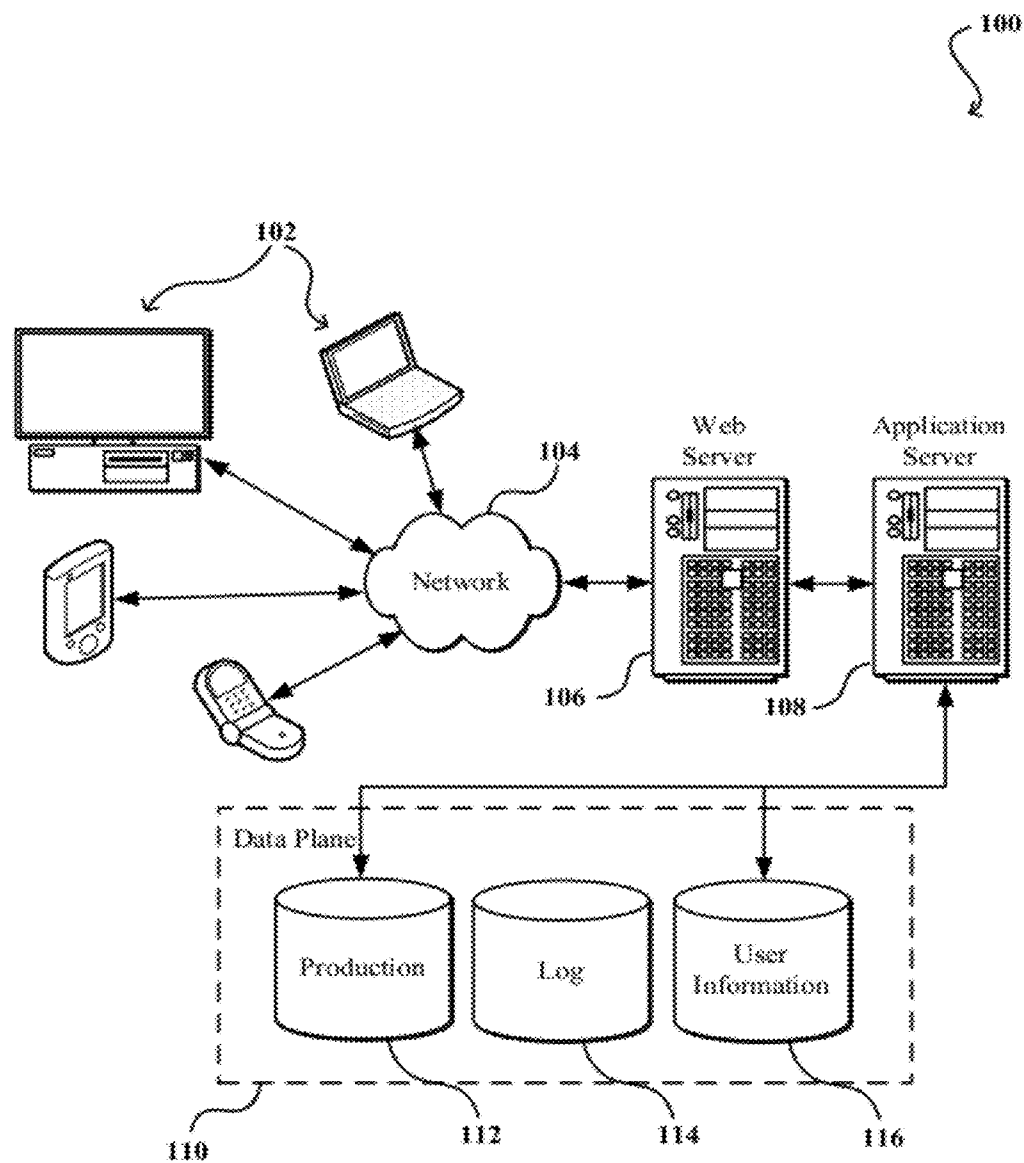 100
102
Web
Server
Application
Server
104
Network
106
108
Data Plane
Production
Log
User
Information
110
112
114
116